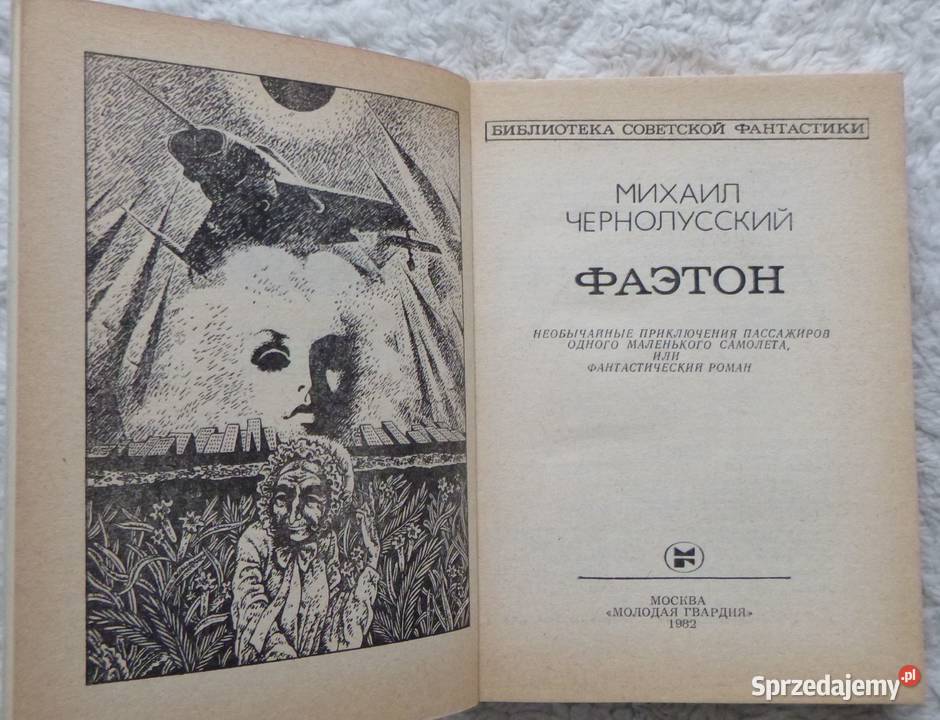 БИБЛИОТЕКА СОВЕТСКОЙ ФАНТАСТИКИ
МИХАИЛ
ЧЕРНОЛУССКИЙ
ФАЭТОН
НЕОБЫЧАЙНЫЕ ПРИКЛЮЧЕНИЯ ПАССАЖИРОВ
ОДНОГО МАЛЕНЬКОГО САМОЛЕТА,
ИЛИ
ФАНТАСТИЧЕСКИЙ РОМАН
МОСКВА
«МОЛОДАЯ ГВАРДИЯ»
1982
Sprzedajemy.pl